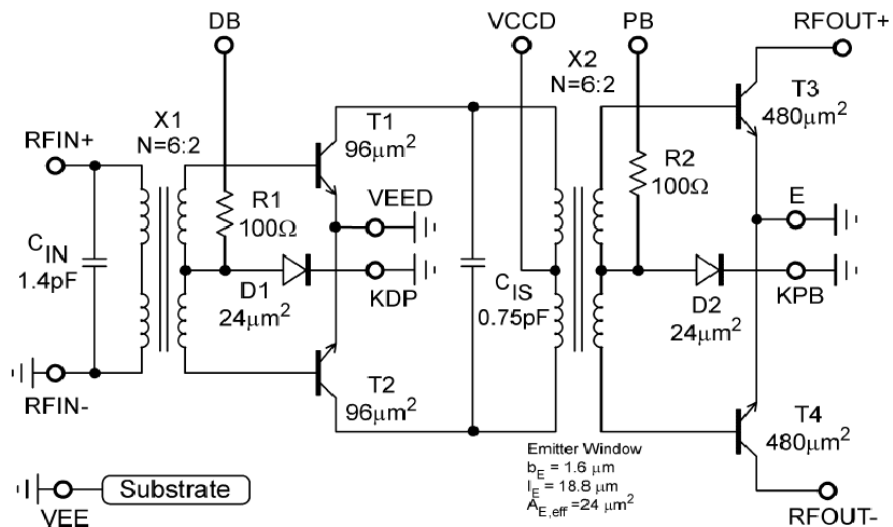 DB
VCCD
PB
RFOUT+
X1
N=6:2
X2
N=6:2
T3
480μm²
RFIN+
T1
96μm²
R1
100Ω
R2
100Ω
VEED
E
C_IN
1.4pF
D1
24μm²
KDP
C_IS
0.75pF
D2
24μm²
KPB
RFIN-
T2
96μm²
T4
480μm²
Emitter Window
b_E = 1.6 μm
l_E = 18.8 μm
A_E,eff =24 μm²
Substrate
VEE
RFOUT-